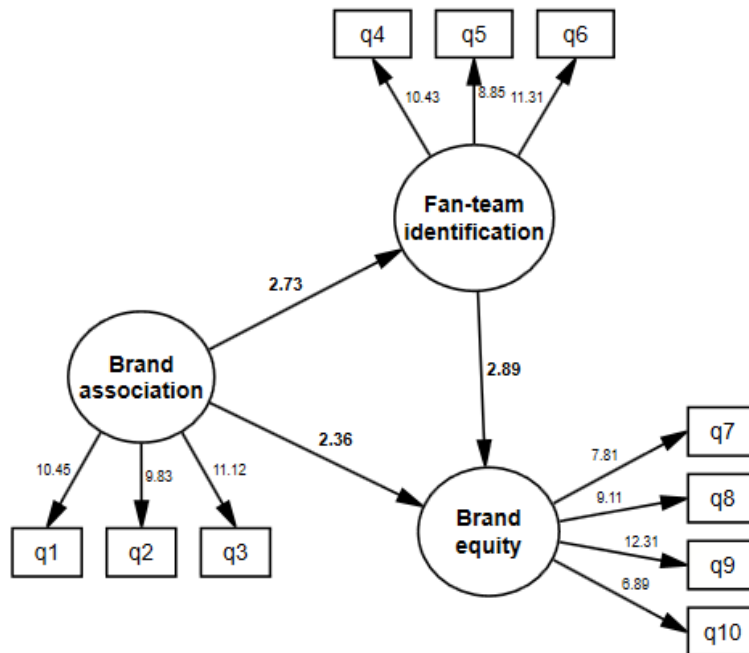 q4
q5
q6
10.43
8.85
11.31
Fan-team
identification
2.73
Brand
association
2.89
2.36
10.45
9.83
11.12
q1
q2
q3
Brand
equity
7.81
9.11
12.31
6.89
q7
q8
q9
q10